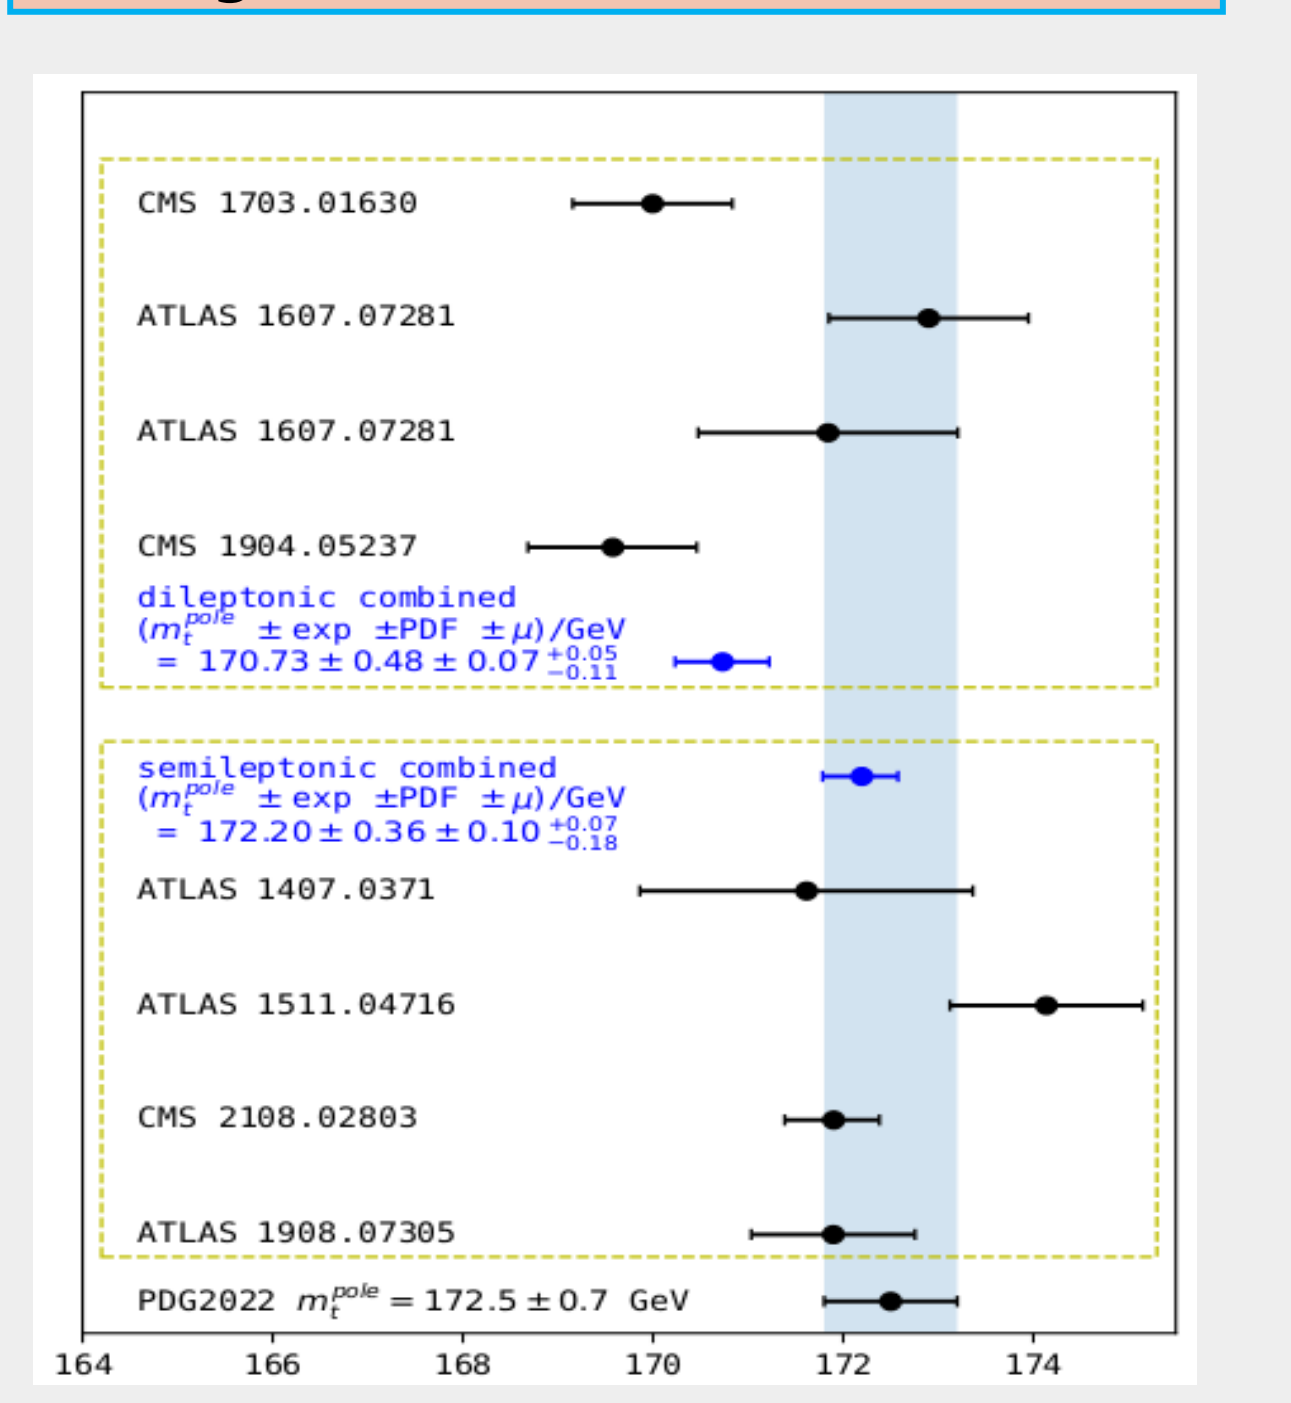 CMS 1703.01630
ATLAS 1607.07281
ATLAS 1607.07281
CMS 1904.05237
dileptonic combined
(m_t^{pole} ± exp ±PDF ± μ)/GeV
= 170.73 ± 0.48 ± 0.07 ^{+0.05}_{−0.11}
semileptonic combined
(m_t^{pole} ± exp ±PDF ± μ)/GeV
= 172.20 ± 0.36 ± 0.10 ^{+0.07}_{−0.18}
ATLAS 1407.0371
ATLAS 1511.04716
CMS 2108.02803
ATLAS 1908.07305
PDG2022 m_t^{pole} = 172.5 ± 0.7 GeV
164 166 168 170 172 174